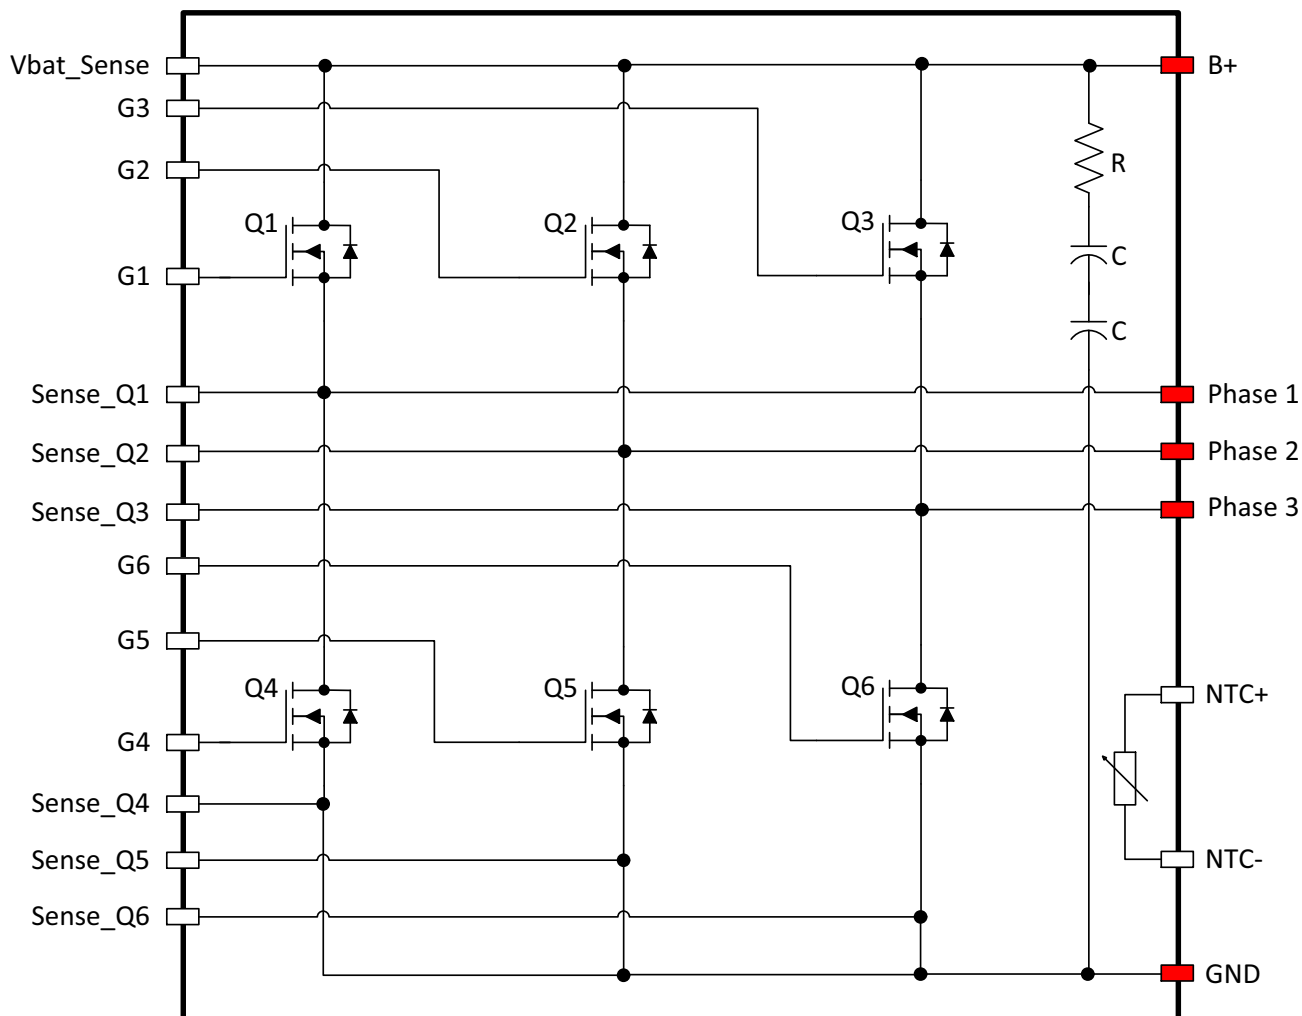 Vbat_Sense
B+
G3
G2
R
Q1
Q2
Q3
C
G1
C
Sense_Q1
Phase 1
Sense_Q2
Phase 2
Sense_Q3
Phase 3
G6
G5
Q4
Q5
Q6
NTC+
G4
Sense_Q4
Sense_Q5
NTC-
Sense_Q6
GND